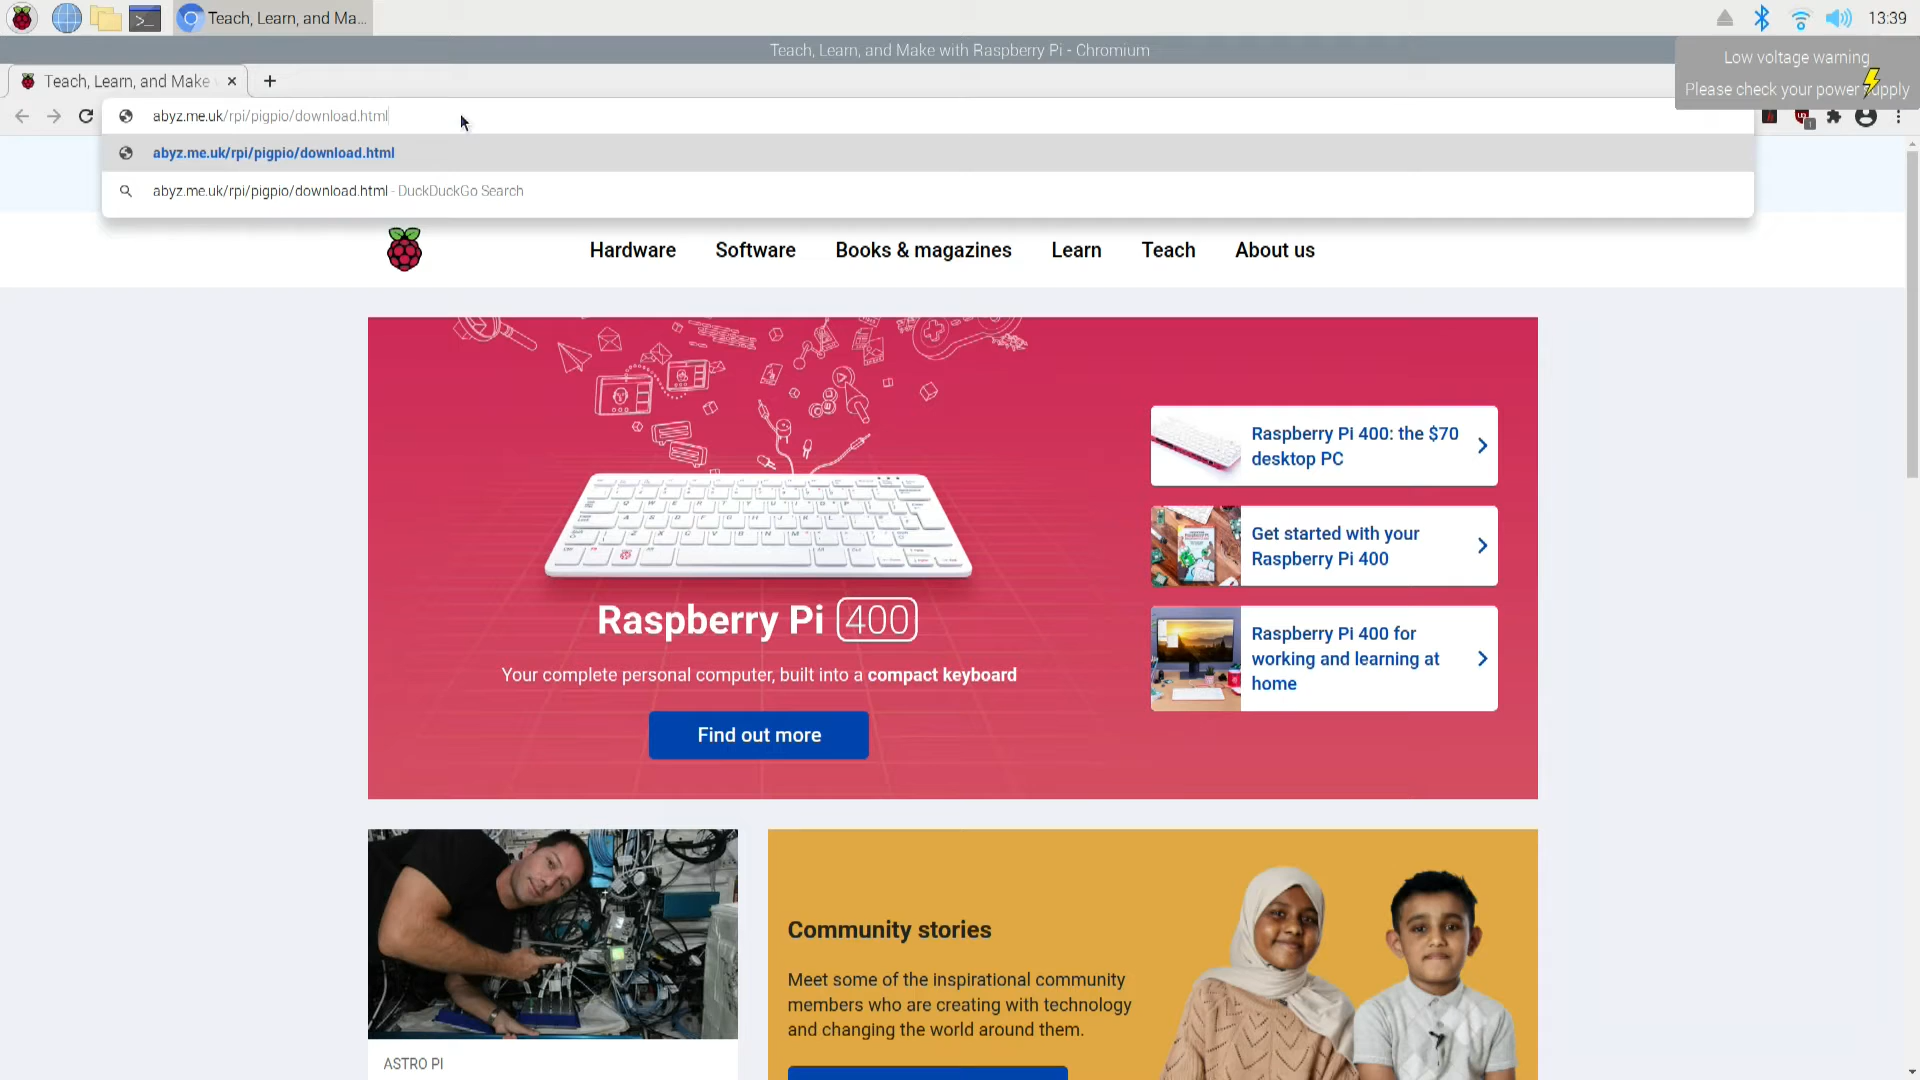 Teach, Learn, and Ma...
13:39
Teach, Learn, and Make with Raspberry Pi - Chromium
Low voltage warning
Please check your power supply
Teach, Learn, and Make
abyz.me.uk/rpi/pigpio/download.html
abyz.me.uk/rpi/pigpio/download.html
abyz.me.uk/rpi/pigpio/download.html - DuckDuckGo Search
Hardware
Software
Books & magazines
Learn
Teach
About us
Raspberry Pi 400
Your complete personal computer, built into a compact keyboard
Find out more
Raspberry Pi 400: the $70
desktop PC
Get started with your
Raspberry Pi 400
Raspberry Pi 400 for
working and learning at
home
ASTRO PI
Community stories
Meet some of the inspirational community
members who are creating with technology
and changing the world around them.